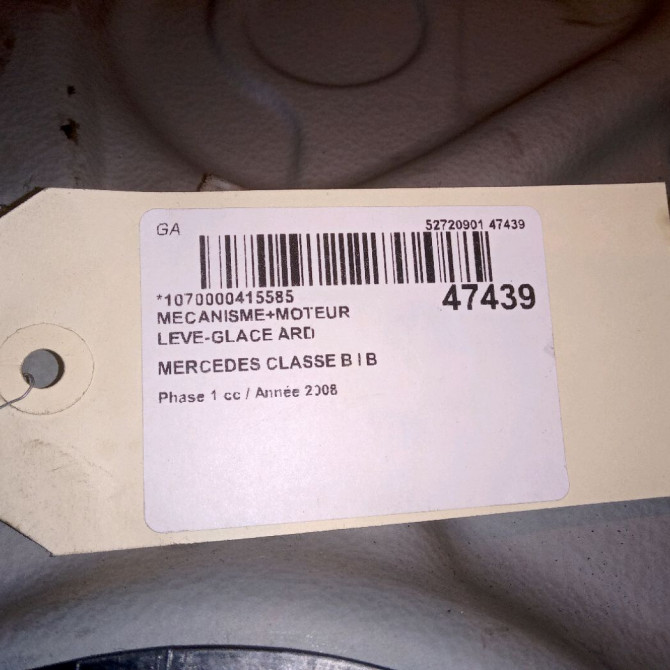 GA
52720901 47439
*1070000415585
47439
MECANISME+MOTEUR
LEVE-GLACE ARD
MERCEDES CLASSE B I B
Phase 1 cc / Année 2008